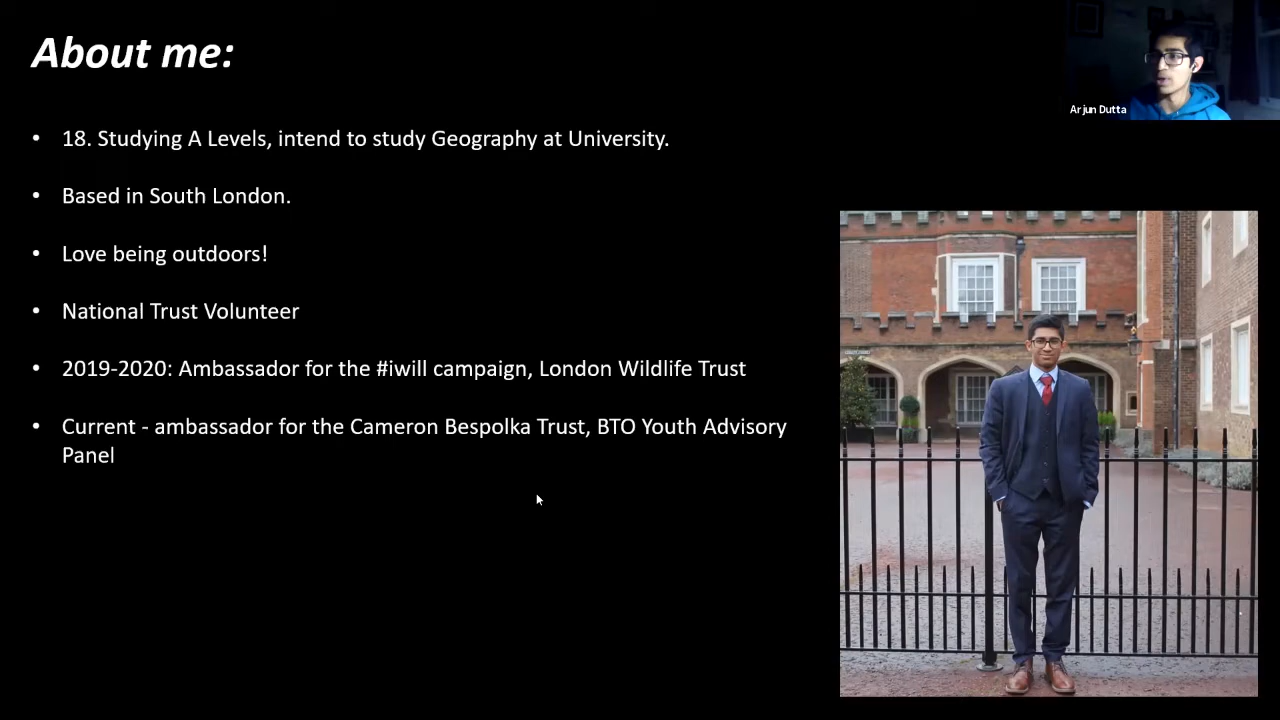 About me:
Arjun Dutta
• 18. Studying A Levels, intend to study Geography at University.
• Based in South London.
• Love being outdoors!
• National Trust Volunteer
• 2019-2020: Ambassador for the #iwill campaign, London Wildlife Trust
• Current - ambassador for the Cameron Bespolka Trust, BTO Youth Advisory
Panel